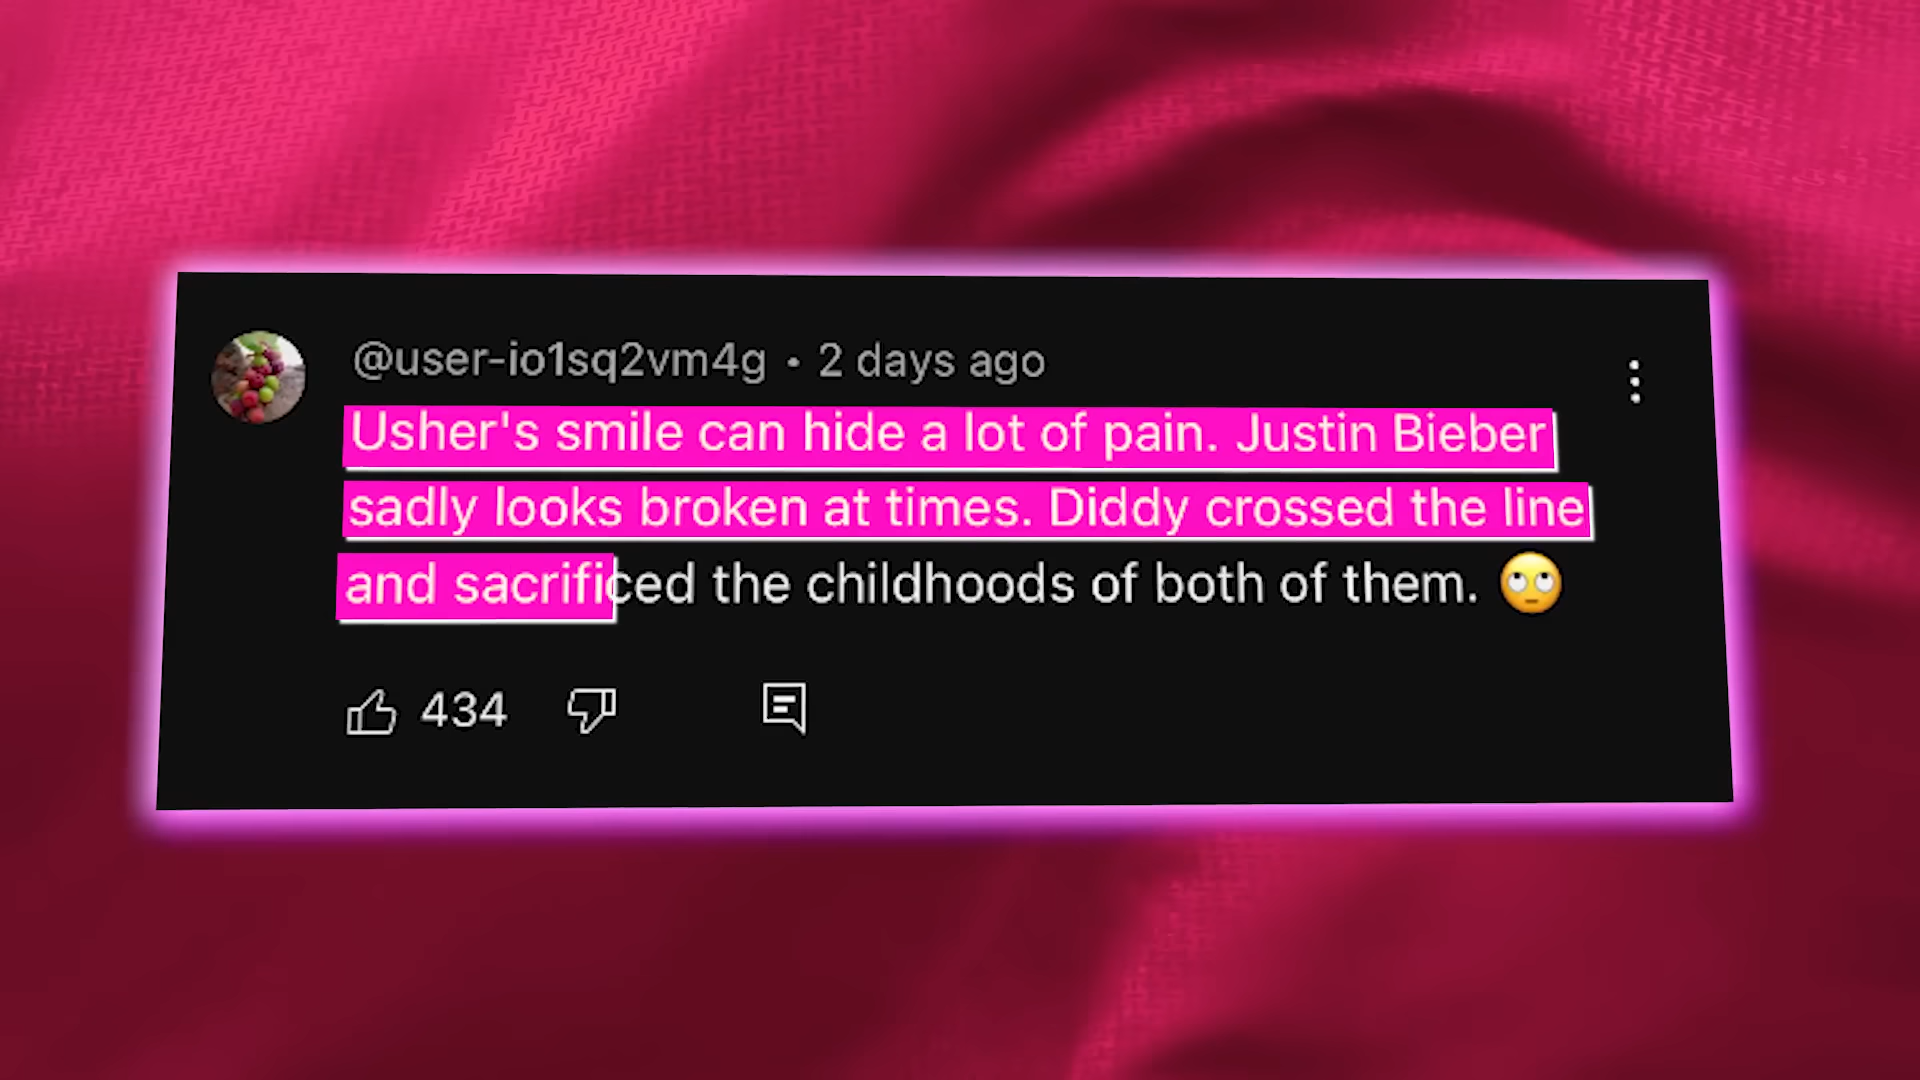 @user-io1sq2vm4g • 2 days ago
Usher's smile can hide a lot of pain. Justin Bieber
sadly looks broken at times. Diddy crossed the line
and sacrificed the childhoods of both of them. 🙄
434